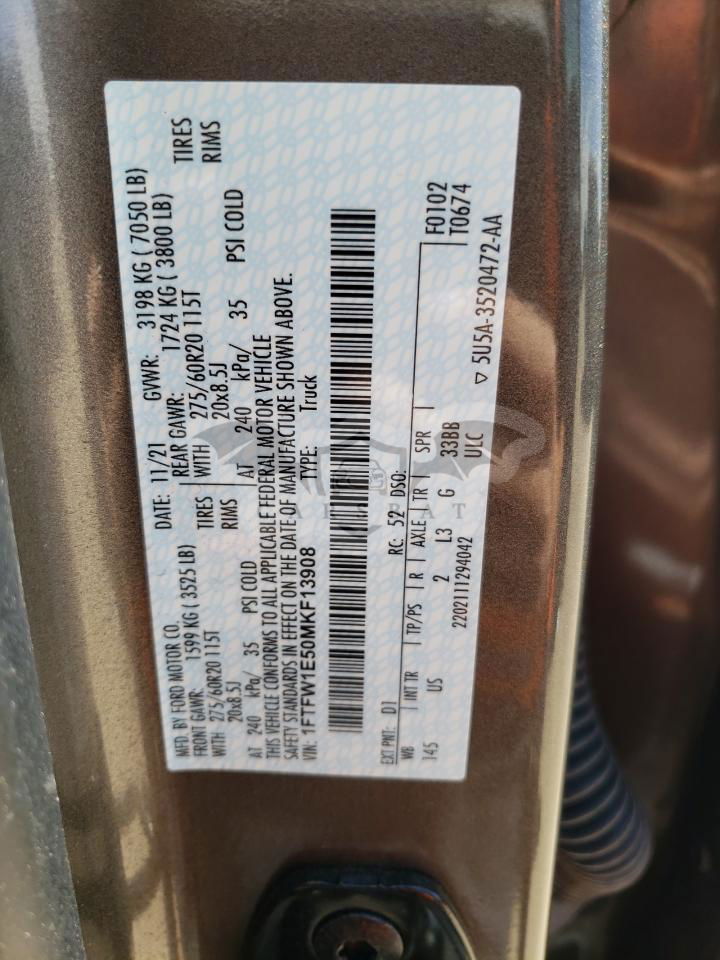 MFD. BY FORD MOTOR CO.
DATE: 11/21 GVWR: 3198 KG ( 7050 LB)
FRONT GAWR: 1599 KG ( 3525 LB)
REAR GAWR: 1724 KG ( 3800 LB)
WITH 275/60R20 115T TIRES
WITH 275/60R20 115T TIRES
20x8.5J RIMS
20x8.5J RIMS
AT 240 kPa/ 35 PSI COLD
AT 240 kPa/ 35 PSI COLD
THIS VEHICLE CONFORMS TO ALL APPLICABLE FEDERAL MOTOR VEHICLE
SAFETY STANDARDS IN EFFECT ON THE DATE OF MANUFACTURE SHOWN ABOVE.
VIN: 1FTFW1E50MKF13908 TYPE: Truck
EXT PNT: D1 RC: 52 DSO: F0102
WB INT TR TP/PS R AXLE TR SPR T0674
145 US 2 L3 G 33BB
2202111294042 ULC
▽ 5U5A-3520472-AA